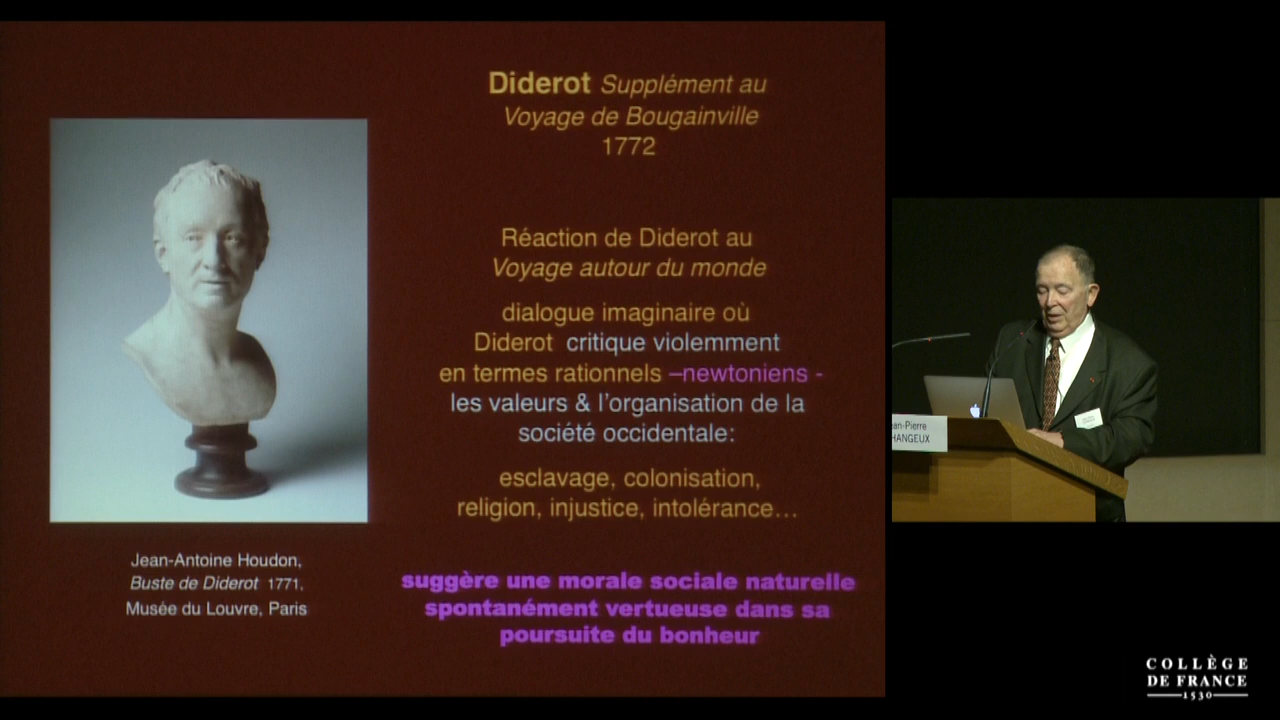 Diderot Supplément au
Voyage de Bougainville
1772
Réaction de Diderot au
Voyage autour du monde
dialogue imaginaire où
Diderot critique violemment
en termes rationnels –newtoniens -
les valeurs & l'organisation de la
société occidentale:
esclavage, colonisation,
religion, injustice, intolérance…
suggère une morale sociale naturelle
spontanément vertueuse dans sa
poursuite du bonheur
Jean-Antoine Houdon,
Buste de Diderot 1771,
Musée du Louvre, Paris
ean-Pierre
HANGEUX
COLLÈGE
DE FRANCE
1530